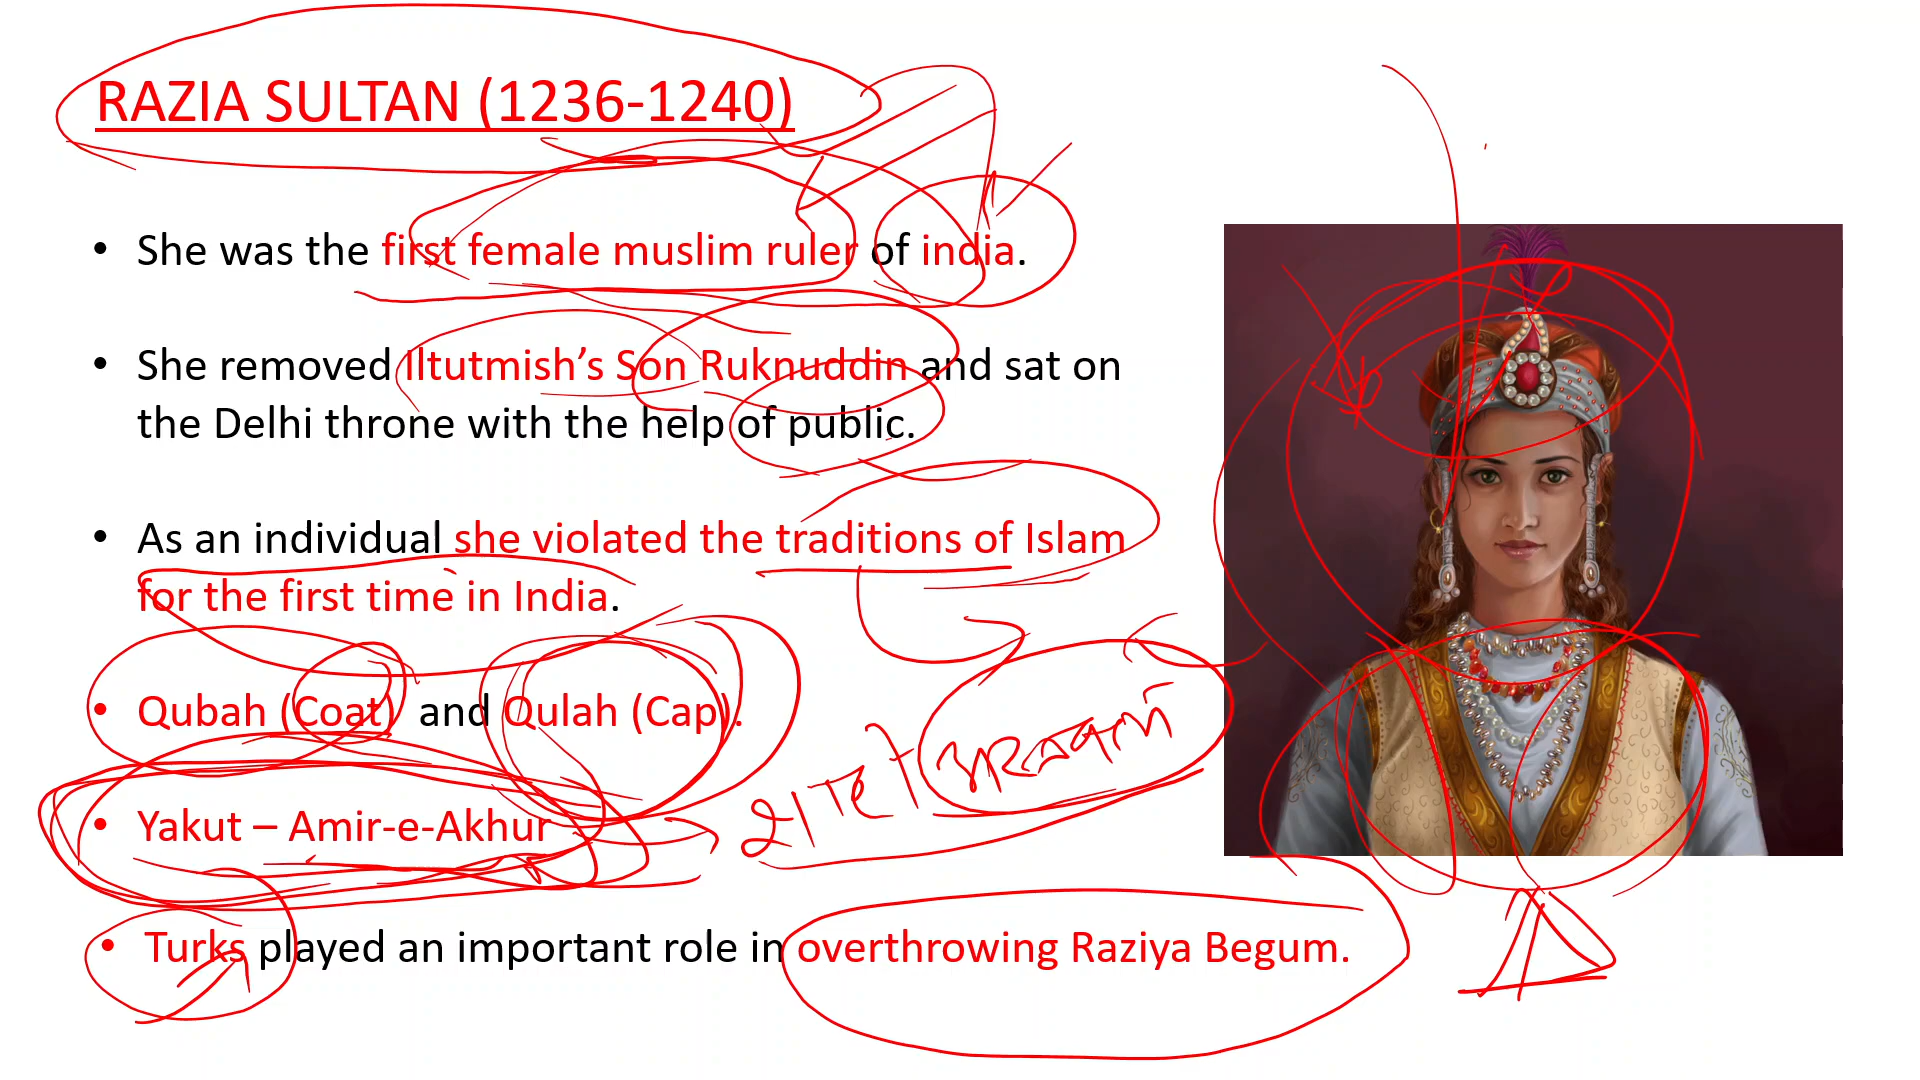 RAZIA SULTAN (1236-1240)
• She was the first female muslim ruler of india.
• She removed Iltutmish’s Son Ruknuddin and sat on
the Delhi throne with the help of public.
• As an individual she violated the traditions of Islam
for the first time in India.
• Qubah (Coat) and Qulah (Cap).
• Yakut – Amir-e-Akhur
• Turks played an important role in overthrowing Raziya Begum.